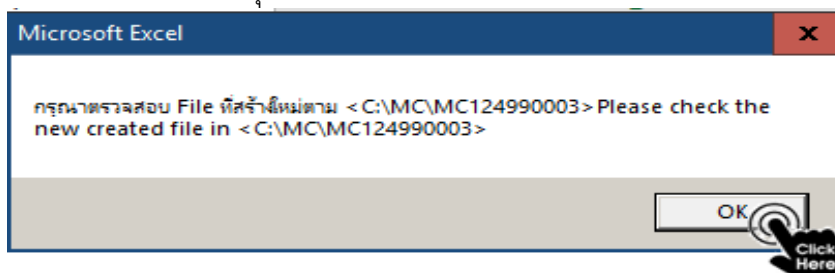 Microsoft Excel
กรุณาตรวจสอบ File ที่สร้างใหม่ตาม <C:\MC\MC124990003> Please check the
new created file in <C:\MC\MC124990003>
OK
Click
Here